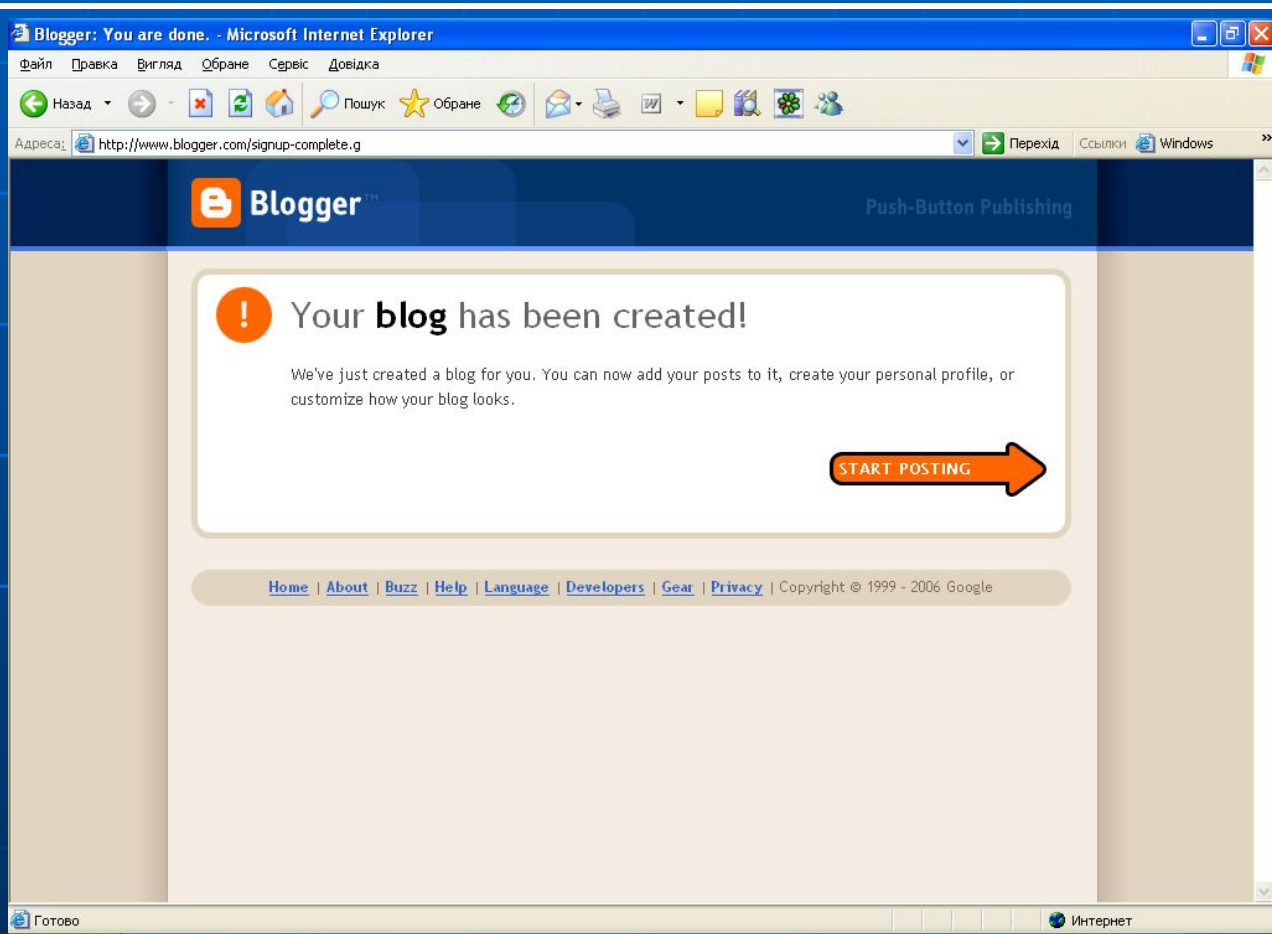 Blogger: You are done. - Microsoft Internet Explorer
Файл Правка Вигляд Обране Сервіс Довідка
Назад Пошук Обране
Адреса: http://www.blogger.com/signup-complete.g Перехід Ссылки Windows »
Blogger™ Push-Button Publishing
! Your blog has been created!
We've just created a blog for you. You can now add your posts to it, create your personal profile, or
customize how your blog looks.
START POSTING
Home | About | Buzz | Help | Language | Developers | Gear | Privacy | Copyright © 1999 - 2006 Google
Готово Интернет